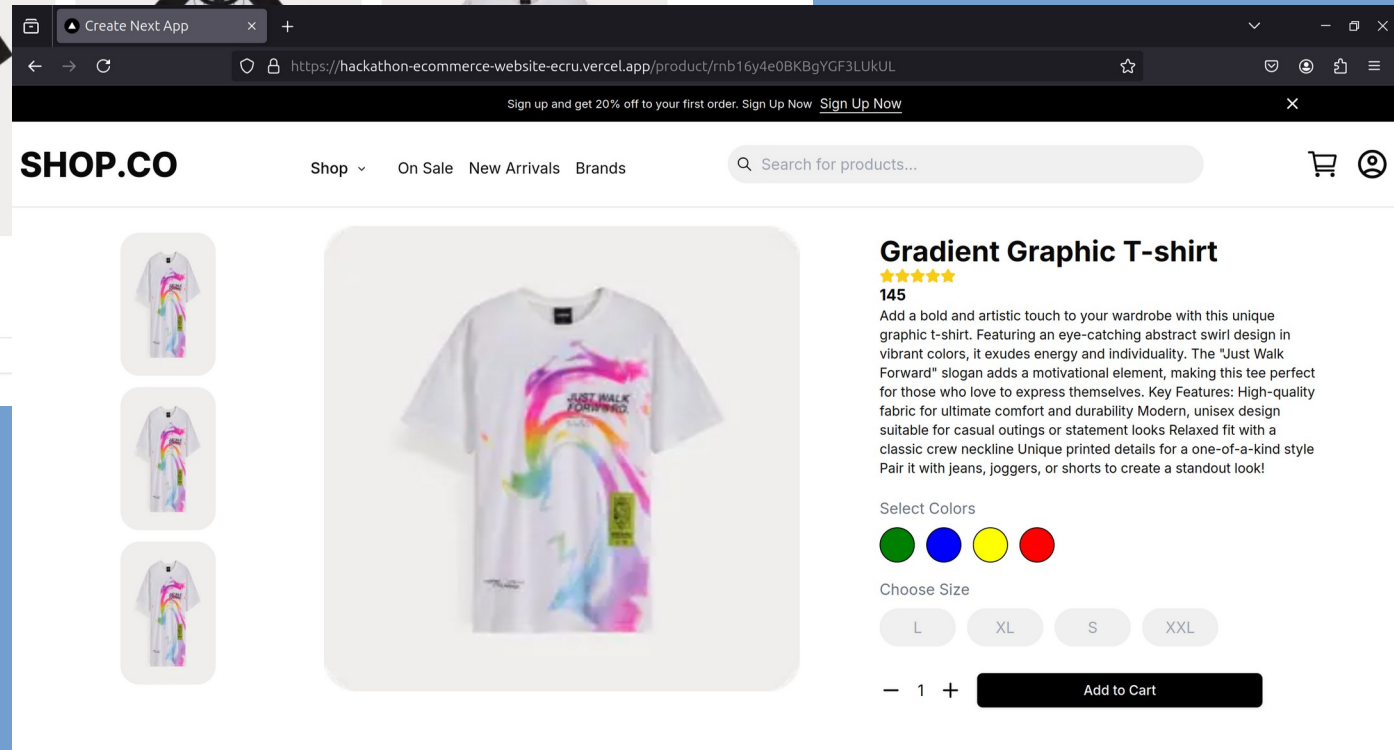 Create Next App
https://hackathon-ecommerce-website-ecru.vercel.app/product/rnb16y4e0BKBgYGF3LUkUL
Sign up and get 20% off to your first order. Sign Up Now Sign Up Now
SHOP.CO
Shop On Sale New Arrivals Brands
Search for products...
Gradient Graphic T-shirt
145
Add a bold and artistic touch to your wardrobe with this unique
graphic t-shirt. Featuring an eye-catching abstract swirl design in
vibrant colors, it exudes energy and individuality. The "Just Walk
Forward" slogan adds a motivational element, making this tee perfect
for those who love to express themselves. Key Features: High-quality
fabric for ultimate comfort and durability Modern, unisex design
suitable for casual outings or statement looks Relaxed fit with a
classic crew neckline Unique printed details for a one-of-a-kind style
Pair it with jeans, joggers, or shorts to create a standout look!
Select Colors
Choose Size
L XL S XXL
1 Add to Cart
JUST WALK
FORWARD.